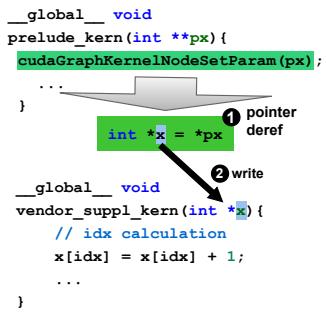 __global__ void
prelude_kern(int **px){
cudaGraphKernelNodeSetParam(px);
...
}
1 pointer
deref
int *x = *px
2 write
__global__ void
vendor_suppl_kern(int *x){
// idx calculation
x[idx] = x[idx] + 1;
...
}